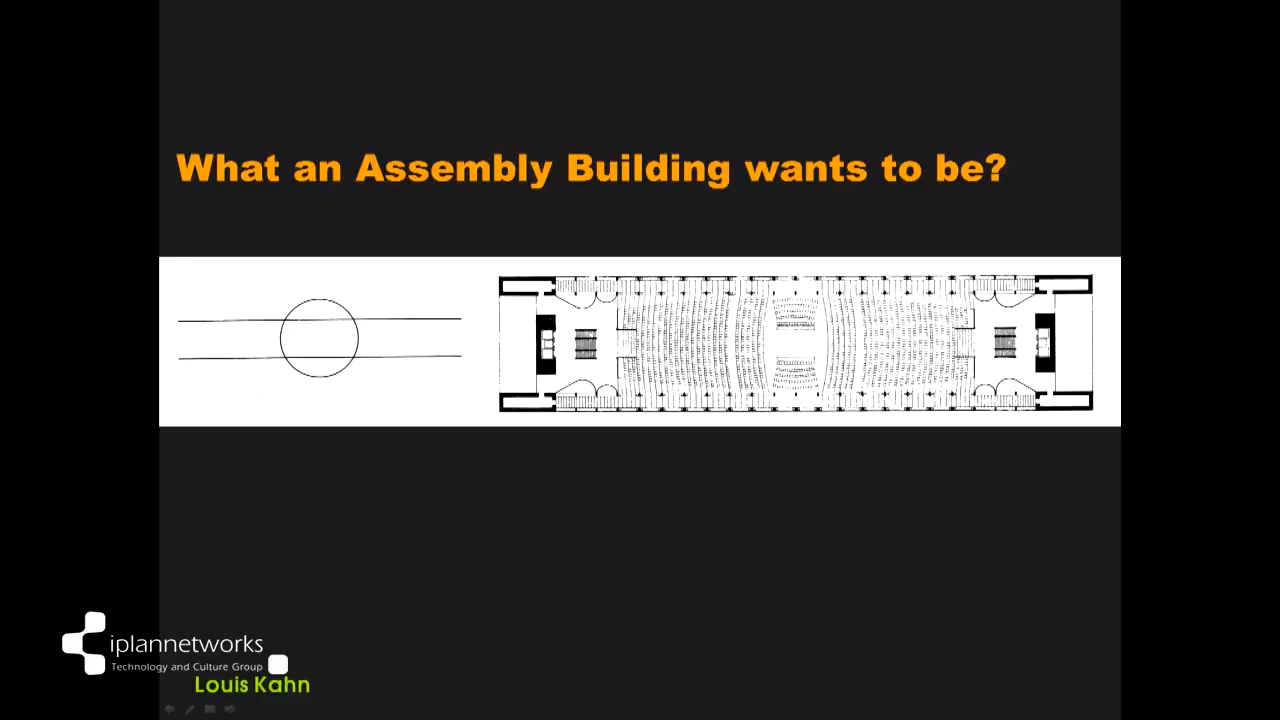 What an Assembly Building wants to be?
iplannetworks
Technology and Culture Group
Louis Kahn